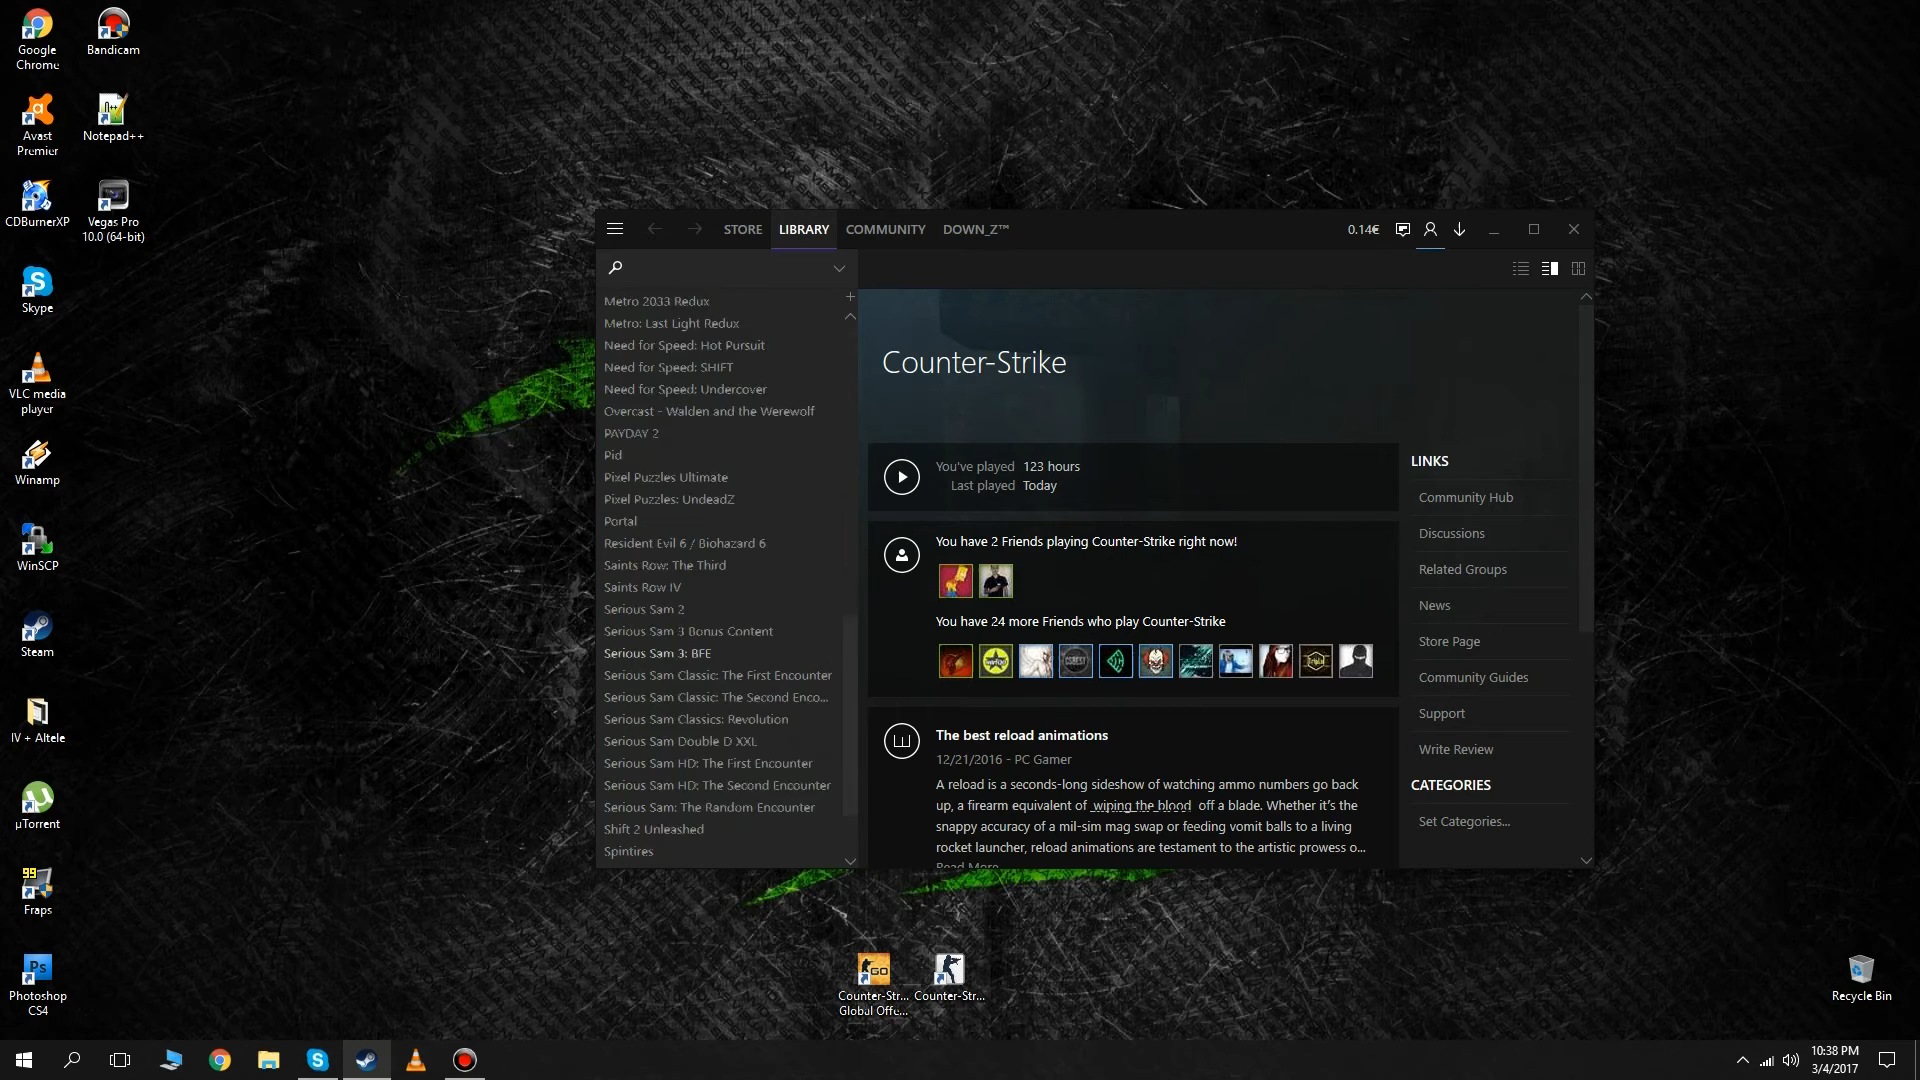 Google
Chrome
Bandicam
Avast
Premier
Notepad++
CDBurnerXP
Vegas Pro
10.0 (64-bit)
Skype
VLC media
player
Winamp
WinSCP
Steam
IV + Altele
µTorrent
99
Fraps
Ps
Photoshop
CS4
STORE
LIBRARY
COMMUNITY
DOWN_Z™
0.14€
Metro 2033 Redux
Metro: Last Light Redux
Need for Speed: Hot Pursuit
Need for Speed: SHIFT
Need for Speed: Undercover
Overcast - Walden and the Werewolf
PAYDAY 2
Pid
Pixel Puzzles Ultimate
Pixel Puzzles: UndeadZ
Portal
Resident Evil 6 / Biohazard 6
Saints Row: The Third
Saints Row IV
Serious Sam 2
Serious Sam 3 Bonus Content
Serious Sam 3: BFE
Serious Sam Classic: The First Encounter
Serious Sam Classic: The Second Enco...
Serious Sam Classics: Revolution
Serious Sam Double D XXL
Serious Sam HD: The First Encounter
Serious Sam HD: The Second Encounter
Serious Sam: The Random Encounter
Shift 2 Unleashed
Spintires
Counter-Strike
You've played 123 hours
Last played Today
You have 2 Friends playing Counter-Strike right now!
You have 24 more Friends who play Counter-Strike
The best reload animations
12/21/2016 - PC Gamer
A reload is a seconds-long sideshow of watching ammo numbers go back
up, a firearm equivalent of wiping the blood off a blade. Whether it's the
snappy accuracy of a mil-sim mag swap or feeding vomit balls to a living
rocket launcher, reload animations are testament to the artistic prowess o...
Read More
LINKS
Community Hub
Discussions
Related Groups
News
Store Page
Community Guides
Support
Write Review
CATEGORIES
Set Categories...
GO
Counter-Str...
Global Offe...
Counter-Str...
Recycle Bin
10:38 PM
3/4/2017